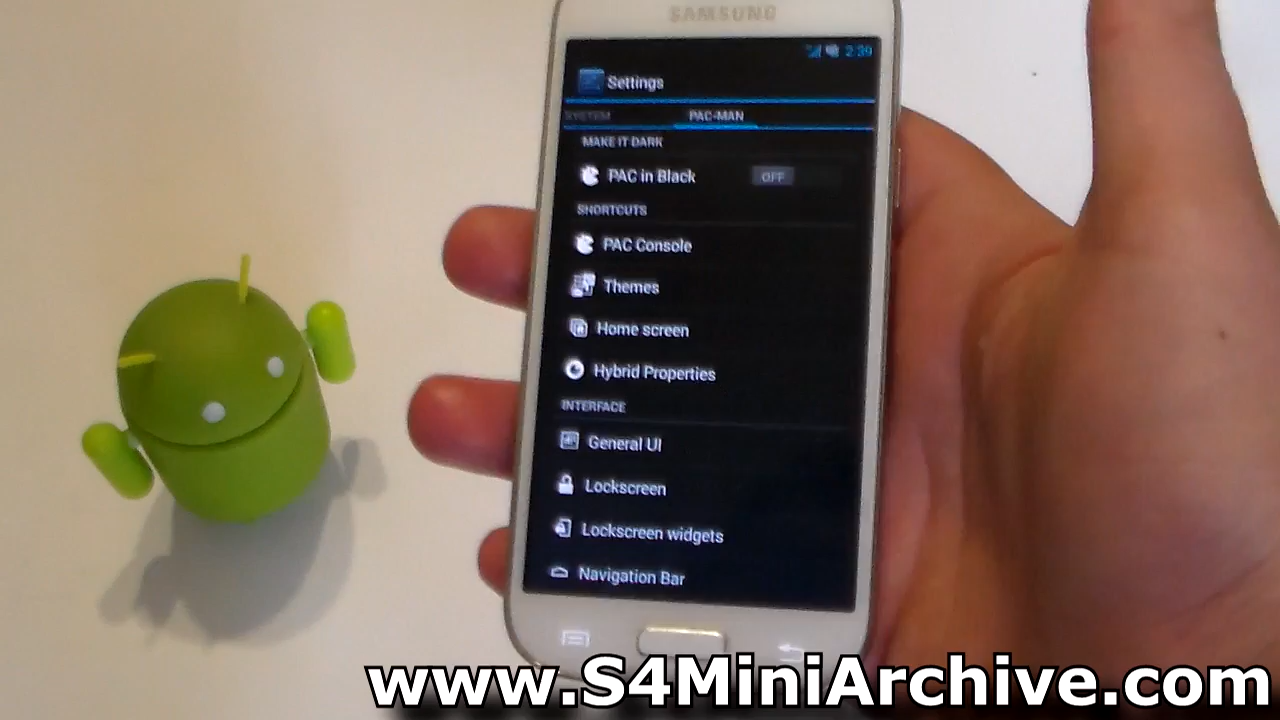 SAMSUNG
2:39
Settings
SYSTEM PAC-MAN
MAKE IT DARK
PAC in Black OFF
SHORTCUTS
PAC Console
Themes
Home screen
Hybrid Properties
INTERFACE
General UI
Lockscreen
Lockscreen widgets
Navigation Bar
www.S4MiniArchive.com